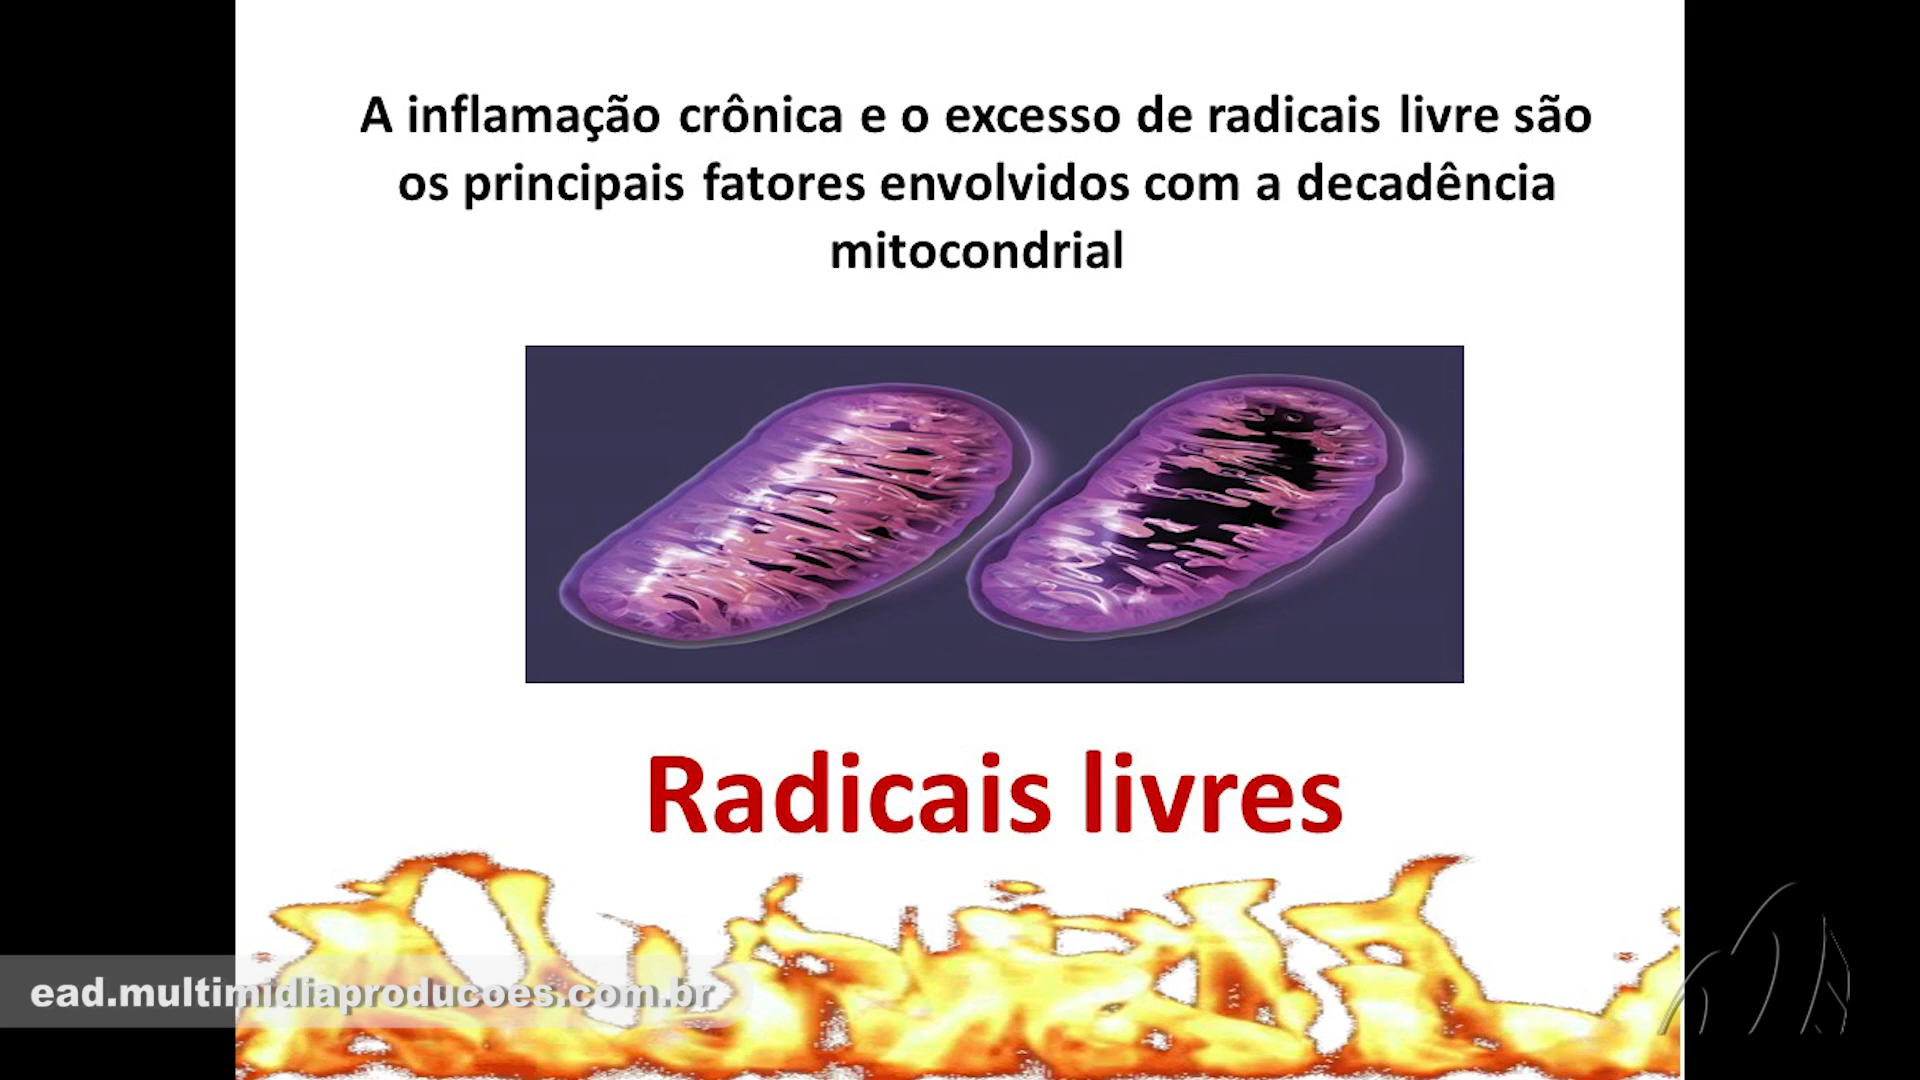 A inflamação crônica e o excesso de radicais livre são
os principais fatores envolvidos com a decadência
mitocondrial
Radicais livres
ead.multimidiaproducoes.com.br